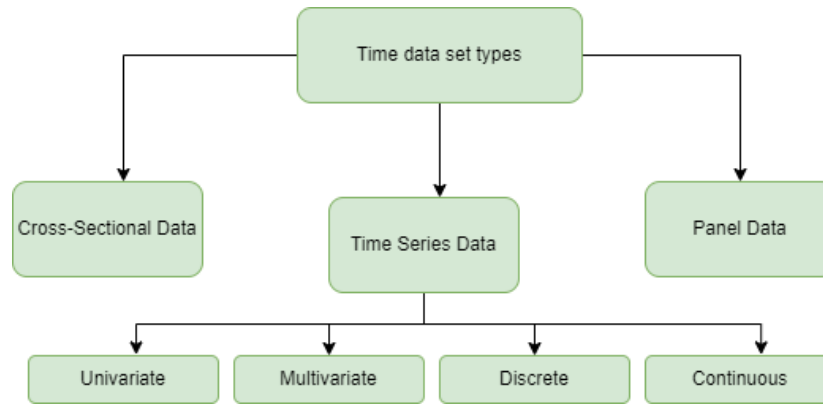 Time data set types
Cross-Sectional Data
Time Series Data
Panel Data
Univariate
Multivariate
Discrete
Continuous